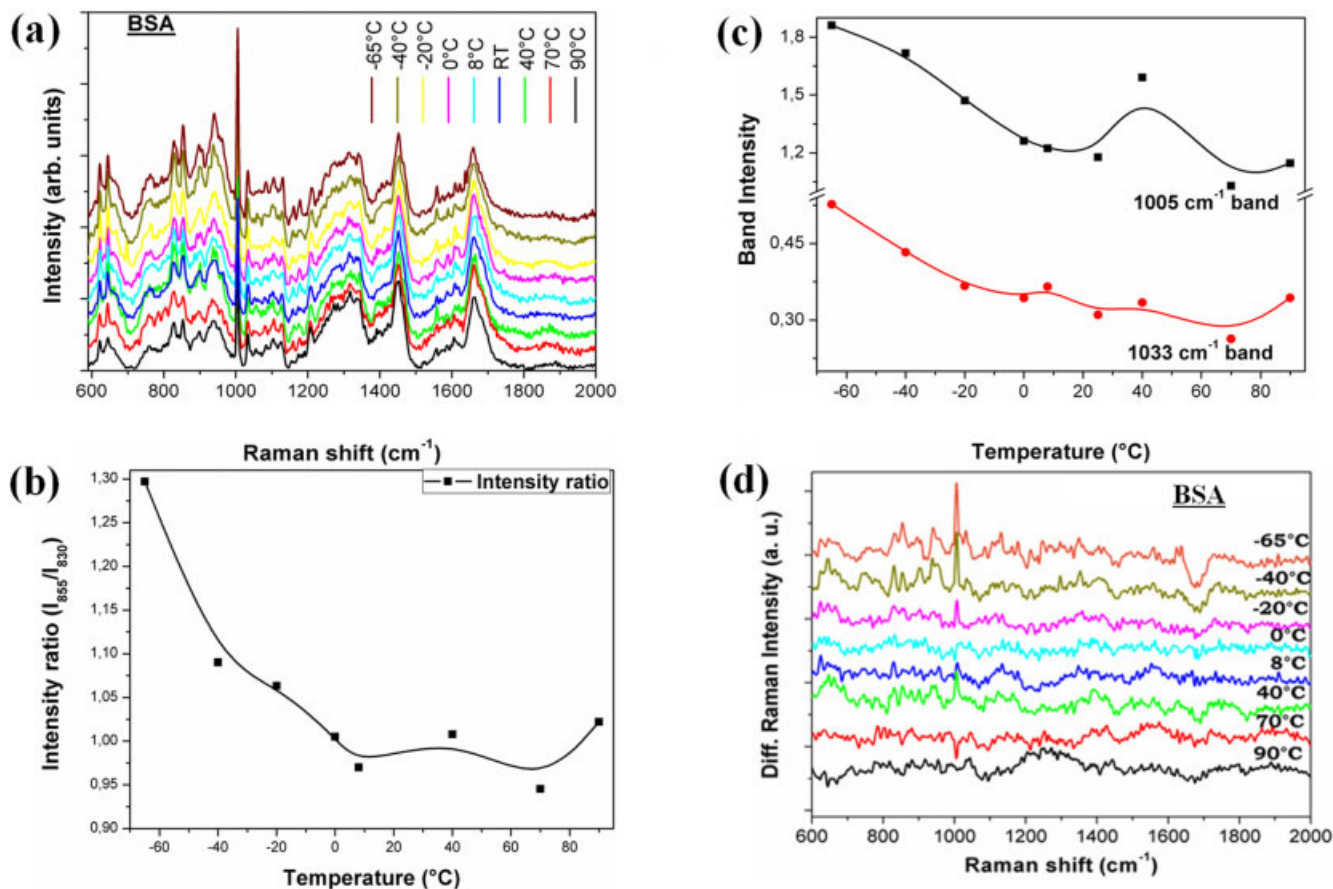 (a)
BSA
-65°C
-40°C
-20°C
0°C
8°C
RT
40°C
70°C
90°C
Intensity (arb. units)
600 800 1000 1200 1400 1600 1800 2000
Raman shift (cm⁻¹)
(b)
Intensity ratio
Intensity ratio (I₈₅₅/I₈₃₀)
1,30
1,25
1,20
1,15
1,10
1,05
1,00
0,95
0,90
-60 -40 -20 0 20 40 60 80
Temperature (°C)
(c)
Band Intensity
1,8
1,5
1,2
0,45
0,30
1005 cm⁻¹ band
1033 cm⁻¹ band
-60 -40 -20 0 20 40 60 80
Temperature (°C)
(d)
BSA
Diff. Raman Intensity (a. u.)
-65°C
-40°C
-20°C
0°C
8°C
40°C
70°C
90°C
600 800 1000 1200 1400 1600 1800 2000
Raman shift (cm⁻¹)